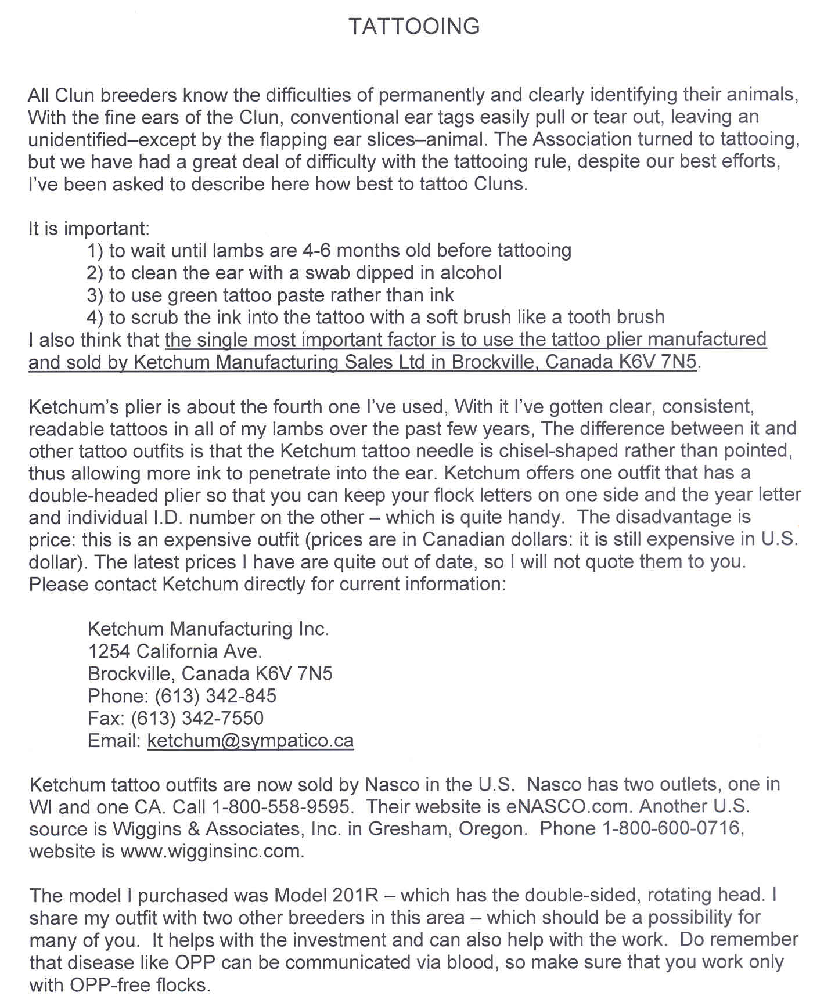 TATTOOING
All Clun breeders know the difficulties of permanently and clearly identifying their animals,
With the fine ears of the Clun, conventional ear tags easily pull or tear out, leaving an
unidentified–except by the flapping ear slices–animal. The Association turned to tattooing,
but we have had a great deal of difficulty with the tattooing rule, despite our best efforts,
I've been asked to describe here how best to tattoo Cluns.
It is important:
1) to wait until lambs are 4-6 months old before tattooing
2) to clean the ear with a swab dipped in alcohol
3) to use green tattoo paste rather than ink
4) to scrub the ink into the tattoo with a soft brush like a tooth brush
I also think that the single most important factor is to use the tattoo plier manufactured
and sold by Ketchum Manufacturing Sales Ltd in Brockville, Canada K6V 7N5.
Ketchum's plier is about the fourth one I've used, With it I've gotten clear, consistent,
readable tattoos in all of my lambs over the past few years, The difference between it and
other tattoo outfits is that the Ketchum tattoo needle is chisel-shaped rather than pointed,
thus allowing more ink to penetrate into the ear. Ketchum offers one outfit that has a
double-headed plier so that you can keep your flock letters on one side and the year letter
and individual I.D. number on the other – which is quite handy.  The disadvantage is
price: this is an expensive outfit (prices are in Canadian dollars: it is still expensive in U.S.
dollar). The latest prices I have are quite out of date, so I will not quote them to you.
Please contact Ketchum directly for current information:
Ketchum Manufacturing Inc.
1254 California Ave.
Brockville, Canada K6V 7N5
Phone: (613) 342-845
Fax: (613) 342-7550
Email: ketchum@sympatico.ca
Ketchum tattoo outfits are now sold by Nasco in the U.S.  Nasco has two outlets, one in
WI and one CA. Call 1-800-558-9595.  Their website is eNASCO.com. Another U.S.
source is Wiggins & Associates, Inc. in Gresham, Oregon.  Phone 1-800-600-0716,
website is www.wigginsinc.com.
The model I purchased was Model 201R – which has the double-sided, rotating head. I
share my outfit with two other breeders in this area – which should be a possibility for
many of you.  It helps with the investment and can also help with the work.  Do remember
that disease like OPP can be communicated via blood, so make sure that you work only
with OPP-free flocks.